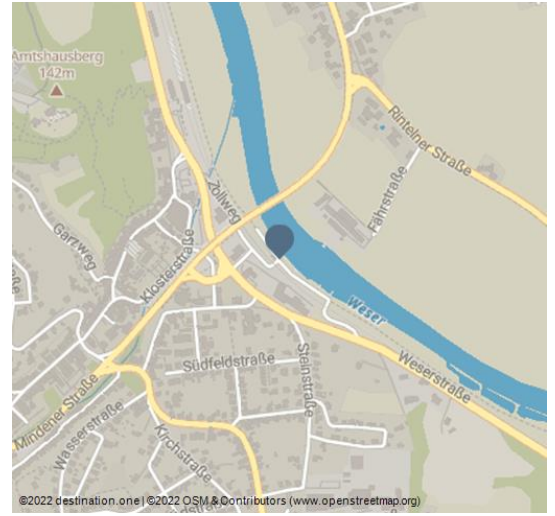 Amtshausberg
142m
Rintelner Straße
Fährstraße
Zollweg
Garzweg
Klosterstraße
Weser
Südfeldstraße
Steinstraße
Weserstraße
Mindener Straße
Wasserstraße
Kirchstraße
©2022 destination.one | ©2022 OSM & Contributors (www.openstreetmap.org)